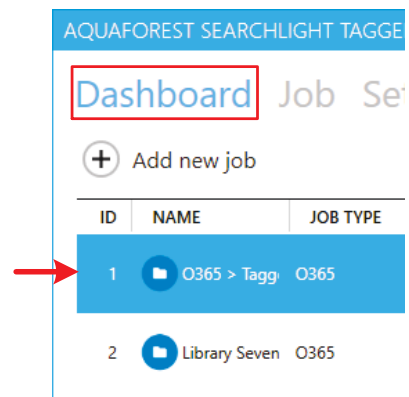 AQUAFOREST SEARCHLIGHT TAGGE
Dashboard Job Set
Add new job
ID NAME JOB TYPE
1 O365 > Tagg O365
2 Library Seven O365